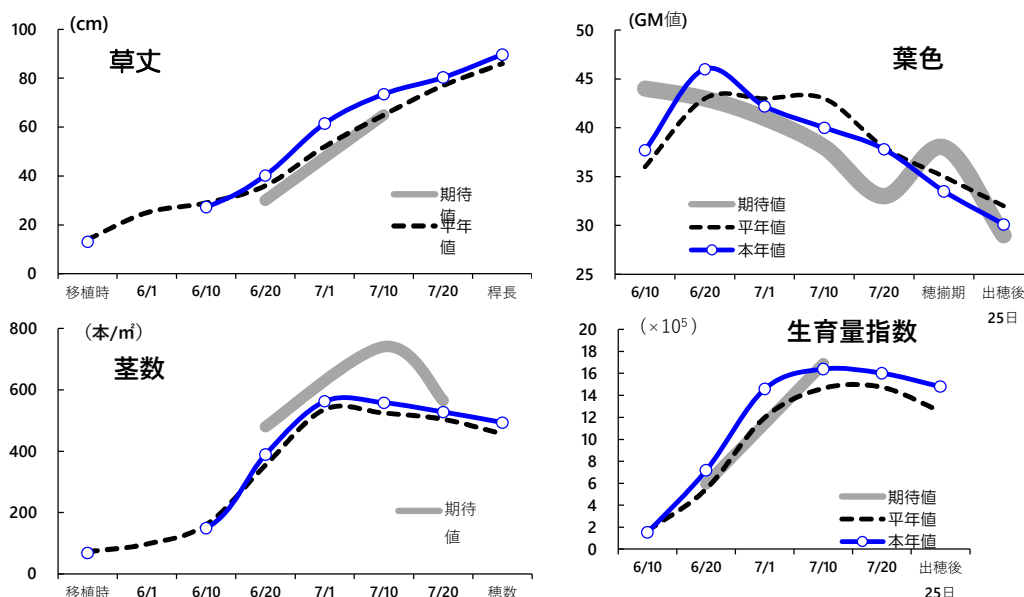 (cm)
草丈
100
80
60
40
20
0
期待
値
平年
値
移植時 6/1 6/10 6/20 7/1 7/10 7/20 稈長
(GM値)
葉色
50
45
40
35
30
25
期待値
平年値
本年値
6/10 6/20 7/1 7/10 7/20 穂揃期 出穂後
25日
(本/㎡)
茎数
800
600
400
200
0
期待
値
移植時 6/1 6/10 6/20 7/1 7/10 7/20 穂数
(×10⁵)
生育量指数
20
18
16
14
12
10
8
6
4
2
0
期待値
平年値
本年値
6/10 6/20 7/1 7/10 7/20 出穂後
25日